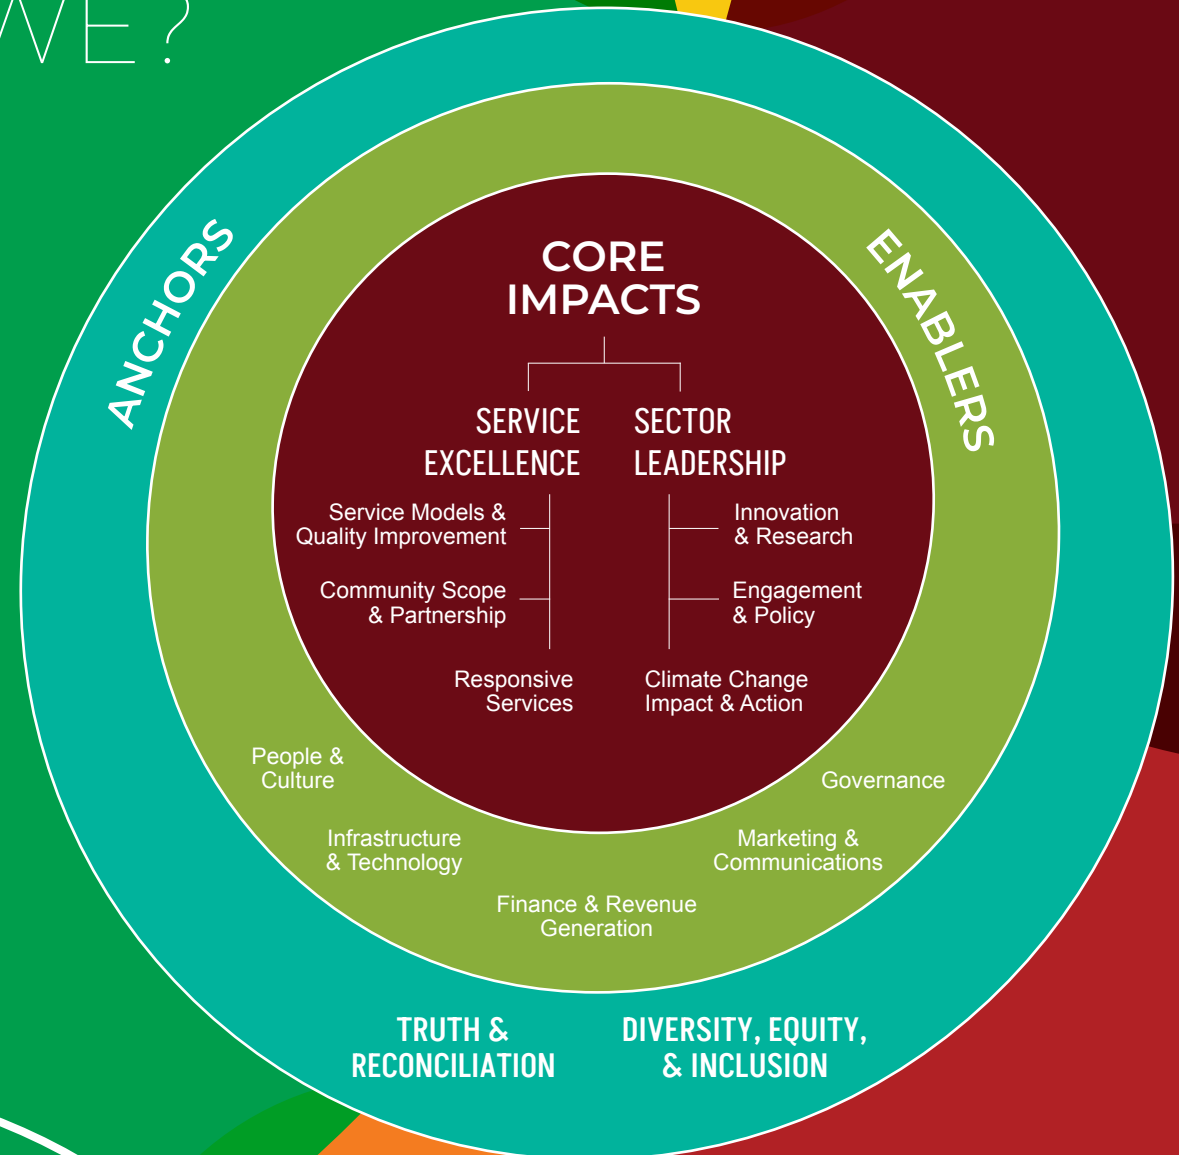 WE?
ANCHORS
ENABLERS
CORE
IMPACTS
SERVICE
EXCELLENCE
Service Models &
Quality Improvement
Community Scope
& Partnership
Responsive
Services
SECTOR
LEADERSHIP
Innovation
& Research
Engagement
& Policy
Climate Change
Impact & Action
People &
Culture
Infrastructure
& Technology
Finance & Revenue
Generation
Marketing &
Communications
Governance
TRUTH &
RECONCILIATION
DIVERSITY, EQUITY,
& INCLUSION